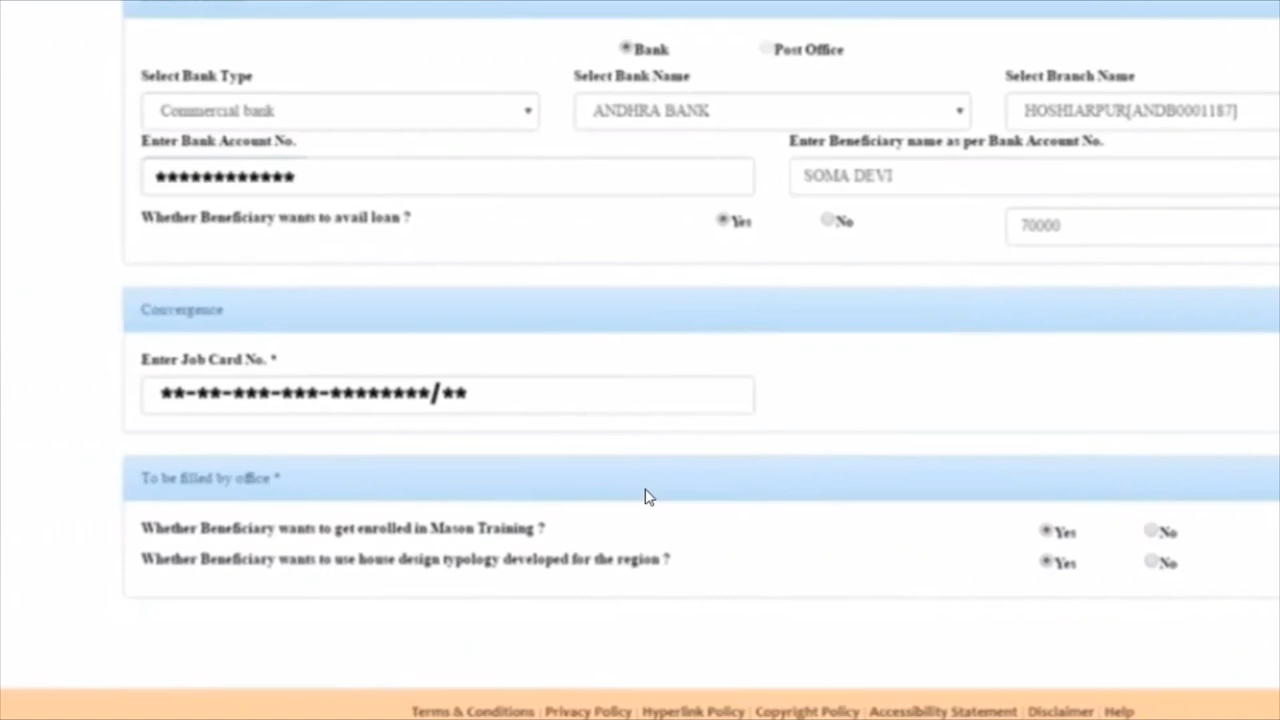 Bank Post Office
Select Bank Type Select Bank Name Select Branch Name
Commercial bank ANDHRA BANK HOSHIARPUR[ANDB0001187]
Enter Bank Account No. Enter Beneficiary name as per Bank Account No.
************ SOMA DEVI
Whether Beneficiary wants to avail loan ? Yes No 70000
Convergence
Enter Job Card No. *
**-**-***-***-********/**
To be filled by office *
Whether Beneficiary wants to get enrolled in Mason Training ? Yes No
Whether Beneficiary wants to use house design typology developed for the region ? Yes No
Terms & Conditions | Privacy Policy | Hyperlink Policy | Copyright Policy | Accessibility Statement | Disclaimer | Help